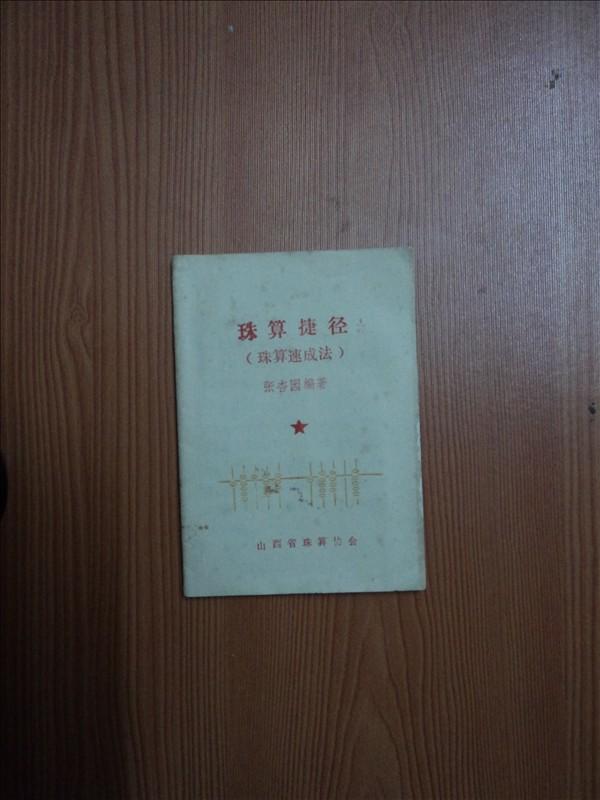 珠算捷径
（珠算速成法）
张杏园编著
山西省珠算协会